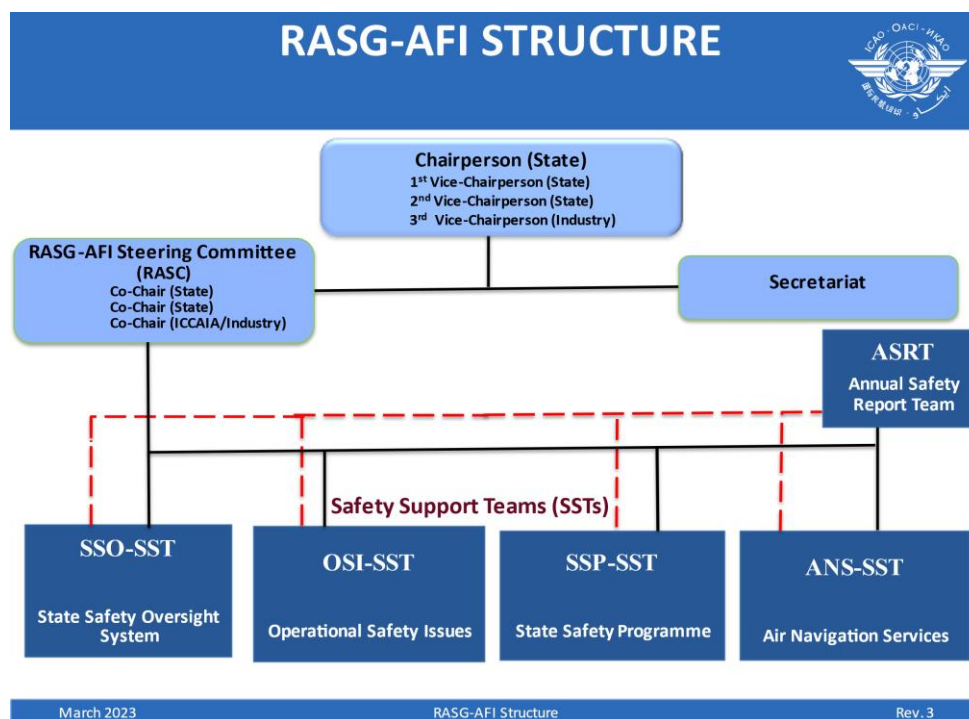 RASG-AFI STRUCTURE
ICAO · OACI · ИКАО
Chairperson (State)
1st Vice-Chairperson (State)
2nd Vice-Chairperson (State)
3rd Vice-Chairperson (Industry)
RASG-AFI Steering Committee
(RASC)
Co-Chair (State)
Co-Chair (State)
Co-Chair (ICCAIA/Industry)
Secretariat
ASRT
Annual Safety
Report Team
Safety Support Teams (SSTs)
SSO-SST
State Safety Oversight
System
OSI-SST
Operational Safety Issues
SSP-SST
State Safety Programme
ANS-SST
Air Navigation Services
March 2023
RASG-AFI Structure
Rev. 3